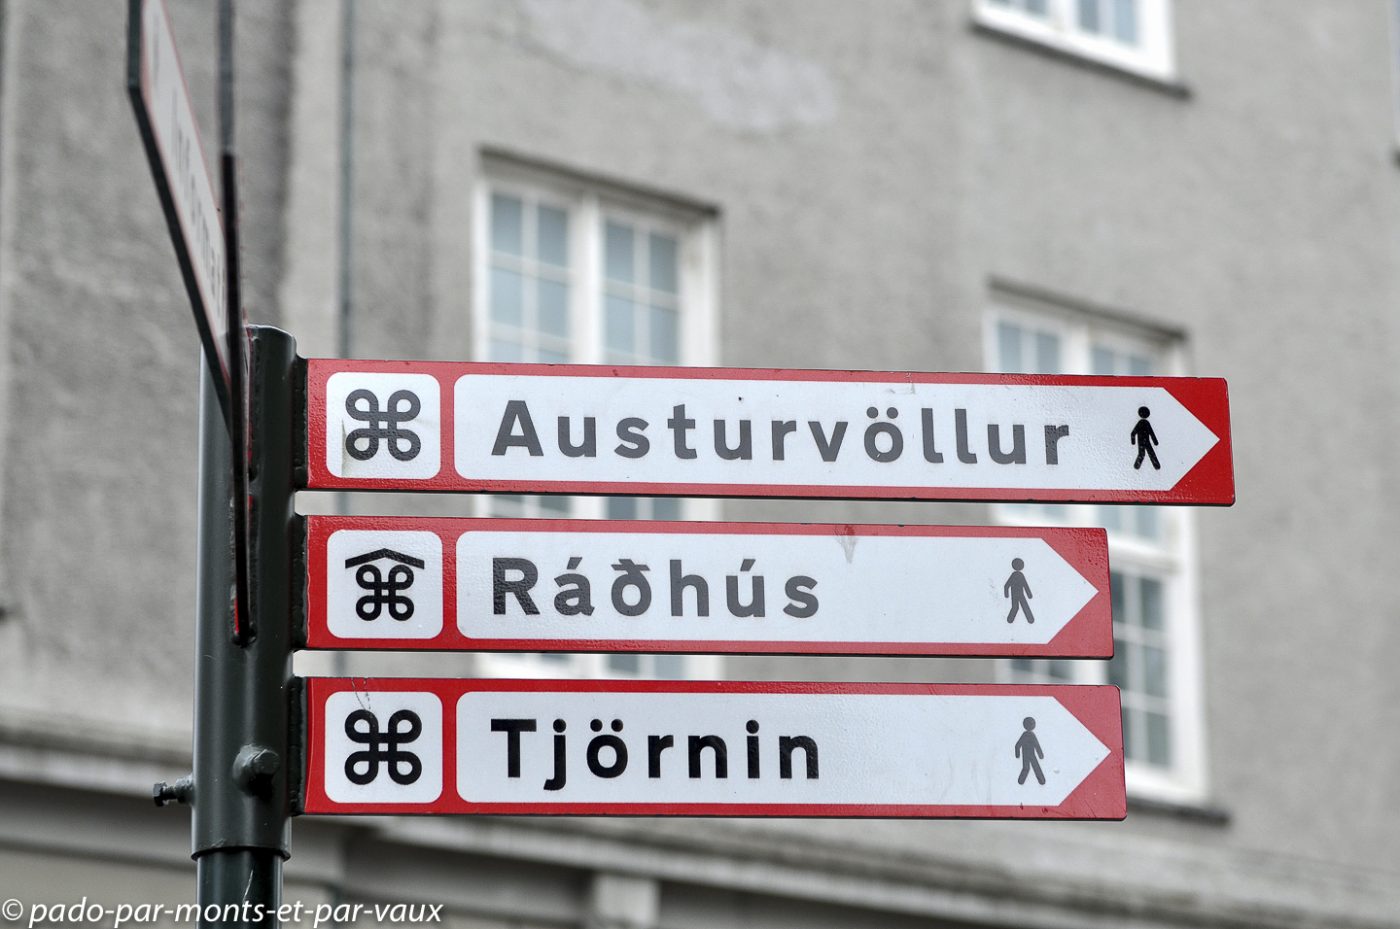 Austurvöllur
Ráðhús
Tjörnin
© pado-par-monts-et-par-vaux